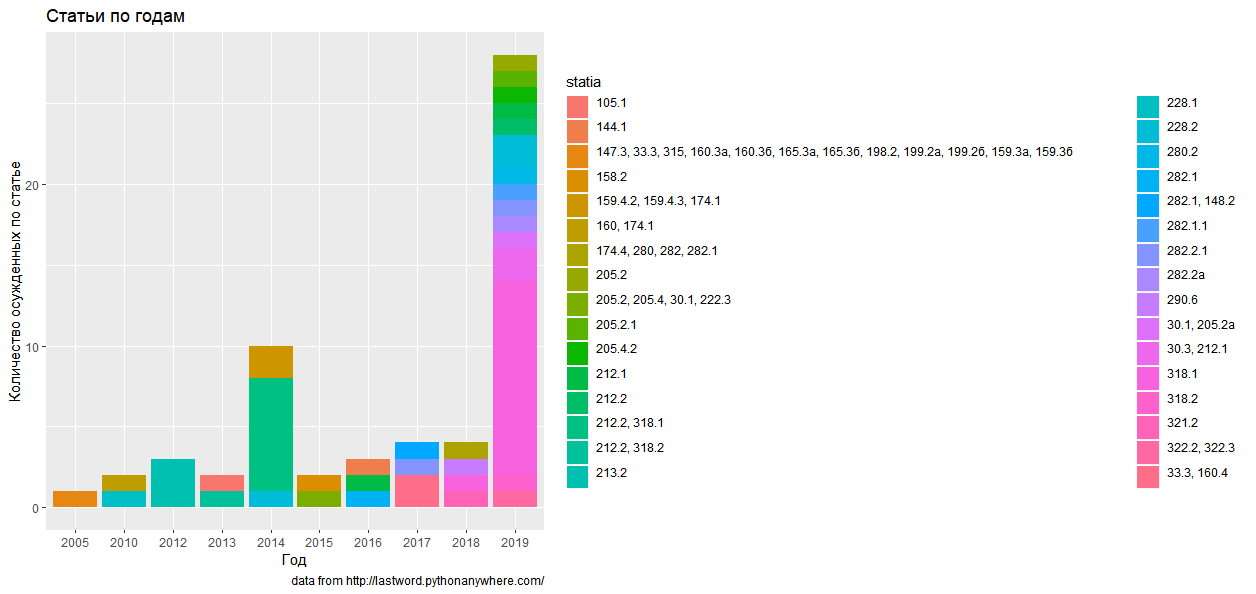 Статьи по годам
Количество осужденных по статье
20
10
0
2005 2010 2012 2013 2014 2015 2016 2017 2018 2019
Год
data from http://lastword.pythonanywhere.com/
statia
105.1
144.1
147.3, 33.3, 315, 160.3а, 160.3б, 165.3а, 165.3б, 198.2, 199.2а, 199.2б, 159.3а, 159.3б
158.2
159.4.2, 159.4.3, 174.1
160, 174.1
174.4, 280, 282, 282.1
205.2
205.2, 205.4, 30.1, 222.3
205.2.1
205.4.2
212.1
212.2
212.2, 318.1
212.2, 318.2
213.2
228.1
228.2
280.2
282.1
282.1, 148.2
282.1.1
282.2.1
282.2а
290.6
30.1, 205.2а
30.3, 212.1
318.1
318.2
321.2
322.2, 322.3
33.3, 160.4